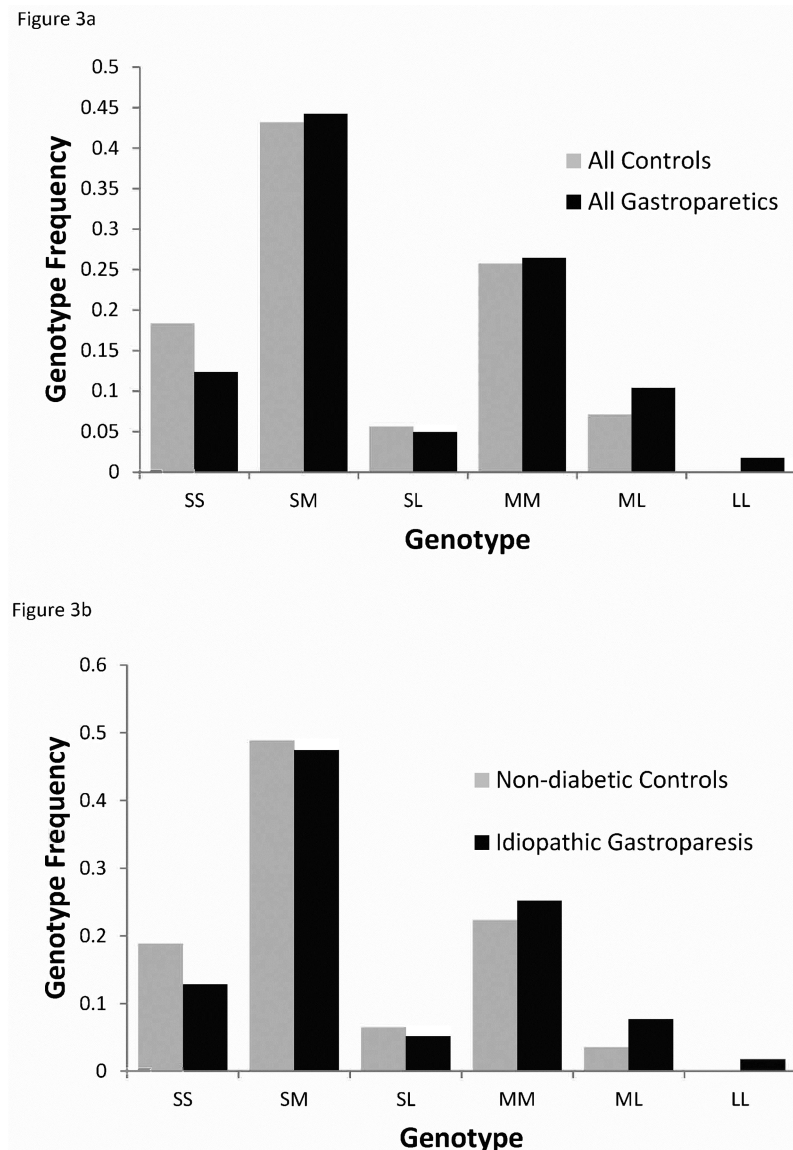 Figure 3a
0.5
0.45
0.4
0.35
0.3
0.25
0.2
0.15
0.1
0.05
0
Genotype Frequency
All Controls
All Gastroparetics
SS SM SL MM ML LL
Genotype
Figure 3b
0.6
0.5
0.4
0.3
0.2
0.1
0
Genotype Frequency
Non-diabetic Controls
Idiopathic Gastroparesis
SS SM SL MM ML LL
Genotype